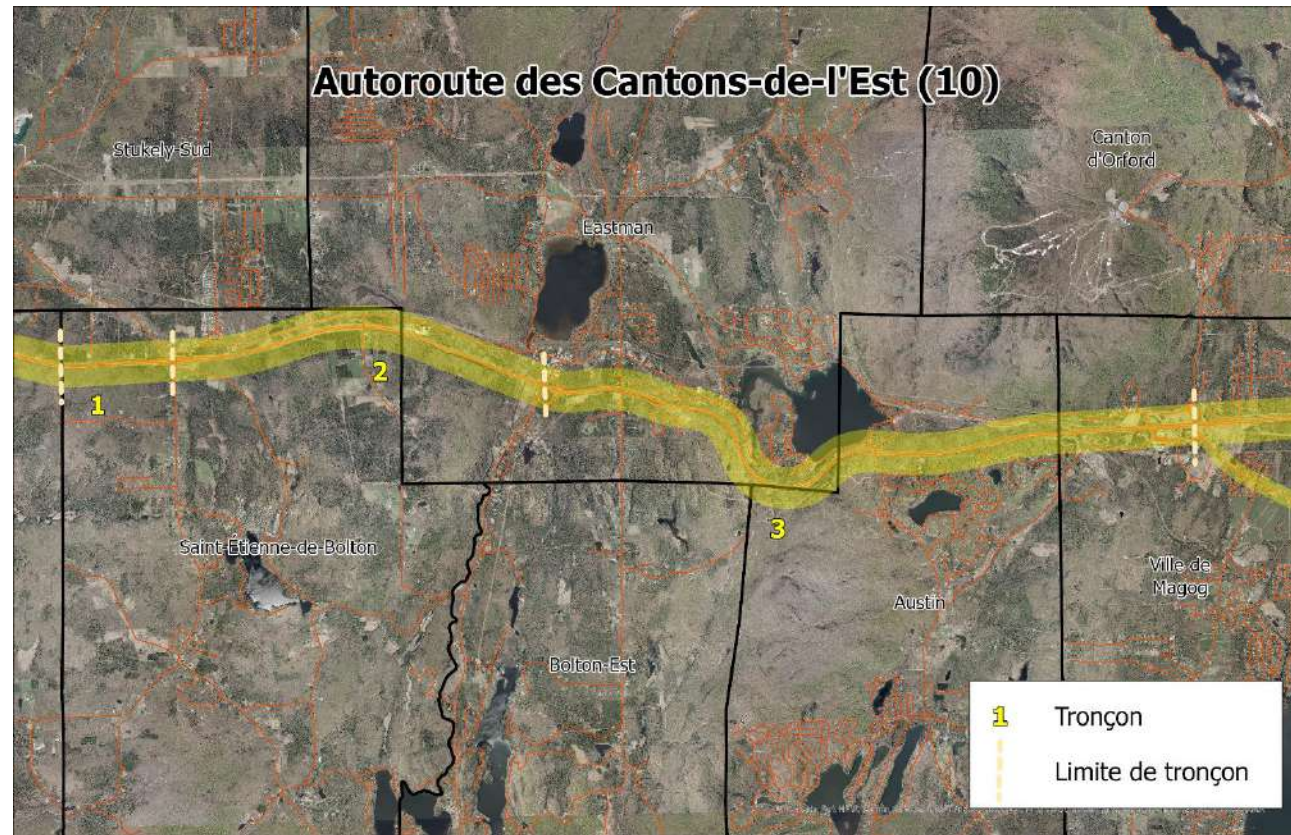 Autoroute des Cantons-de-l'Est (10)
Stukely-Sud
Canton
d'Orford
Eastman
2
1
3
Saint-Étienne-de-Bolton
Ville de
Magog
Austin
Bolton-Est
1 Tronçon
Limite de tronçon